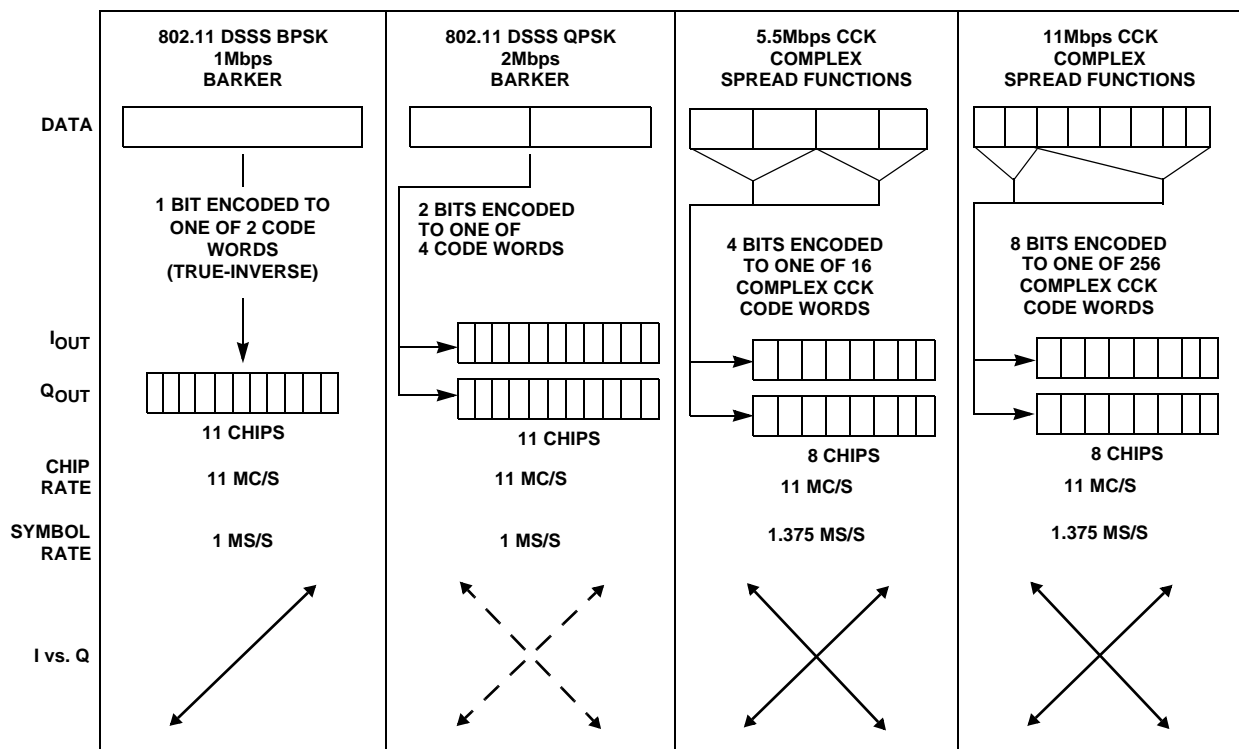 802.11 DSSS BPSK
1Mbps
BARKER
802.11 DSSS QPSK
2Mbps
BARKER
5.5Mbps CCK
COMPLEX
SPREAD FUNCTIONS
11Mbps CCK
COMPLEX
SPREAD FUNCTIONS
DATA
1 BIT ENCODED TO
ONE OF 2 CODE
WORDS
(TRUE-INVERSE)
2 BITS ENCODED
TO ONE OF
4 CODE WORDS
4 BITS ENCODED
TO ONE OF 16
COMPLEX CCK
CODE WORDS
8 BITS ENCODED
TO ONE OF 256
COMPLEX CCK
CODE WORDS
IOUT
QOUT
11 CHIPS
11 CHIPS
8 CHIPS
8 CHIPS
CHIP
RATE
11 MC/S
11 MC/S
11 MC/S
11 MC/S
SYMBOL
RATE
1 MS/S
1 MS/S
1.375 MS/S
1.375 MS/S
I vs. Q